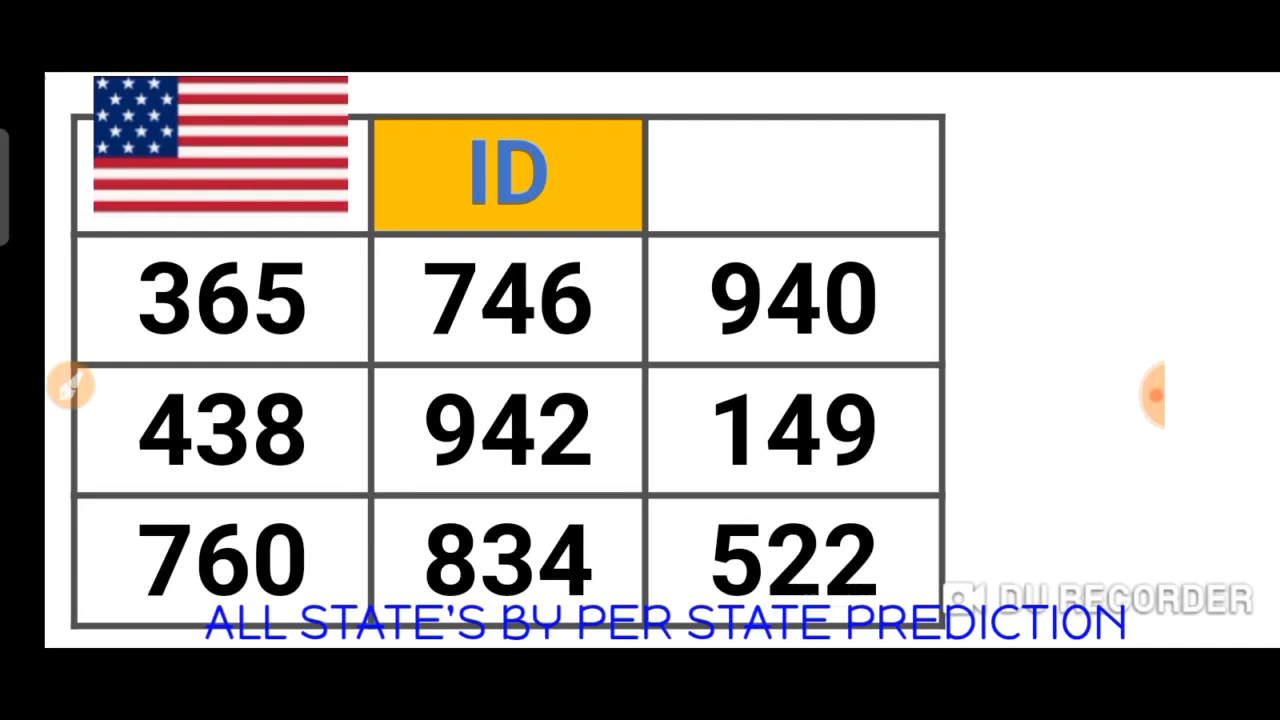 ID
365 746 940
438 942 149
760 834 522
ALL STATE'S BY PER STATE PREDICTION
DU RECORDER